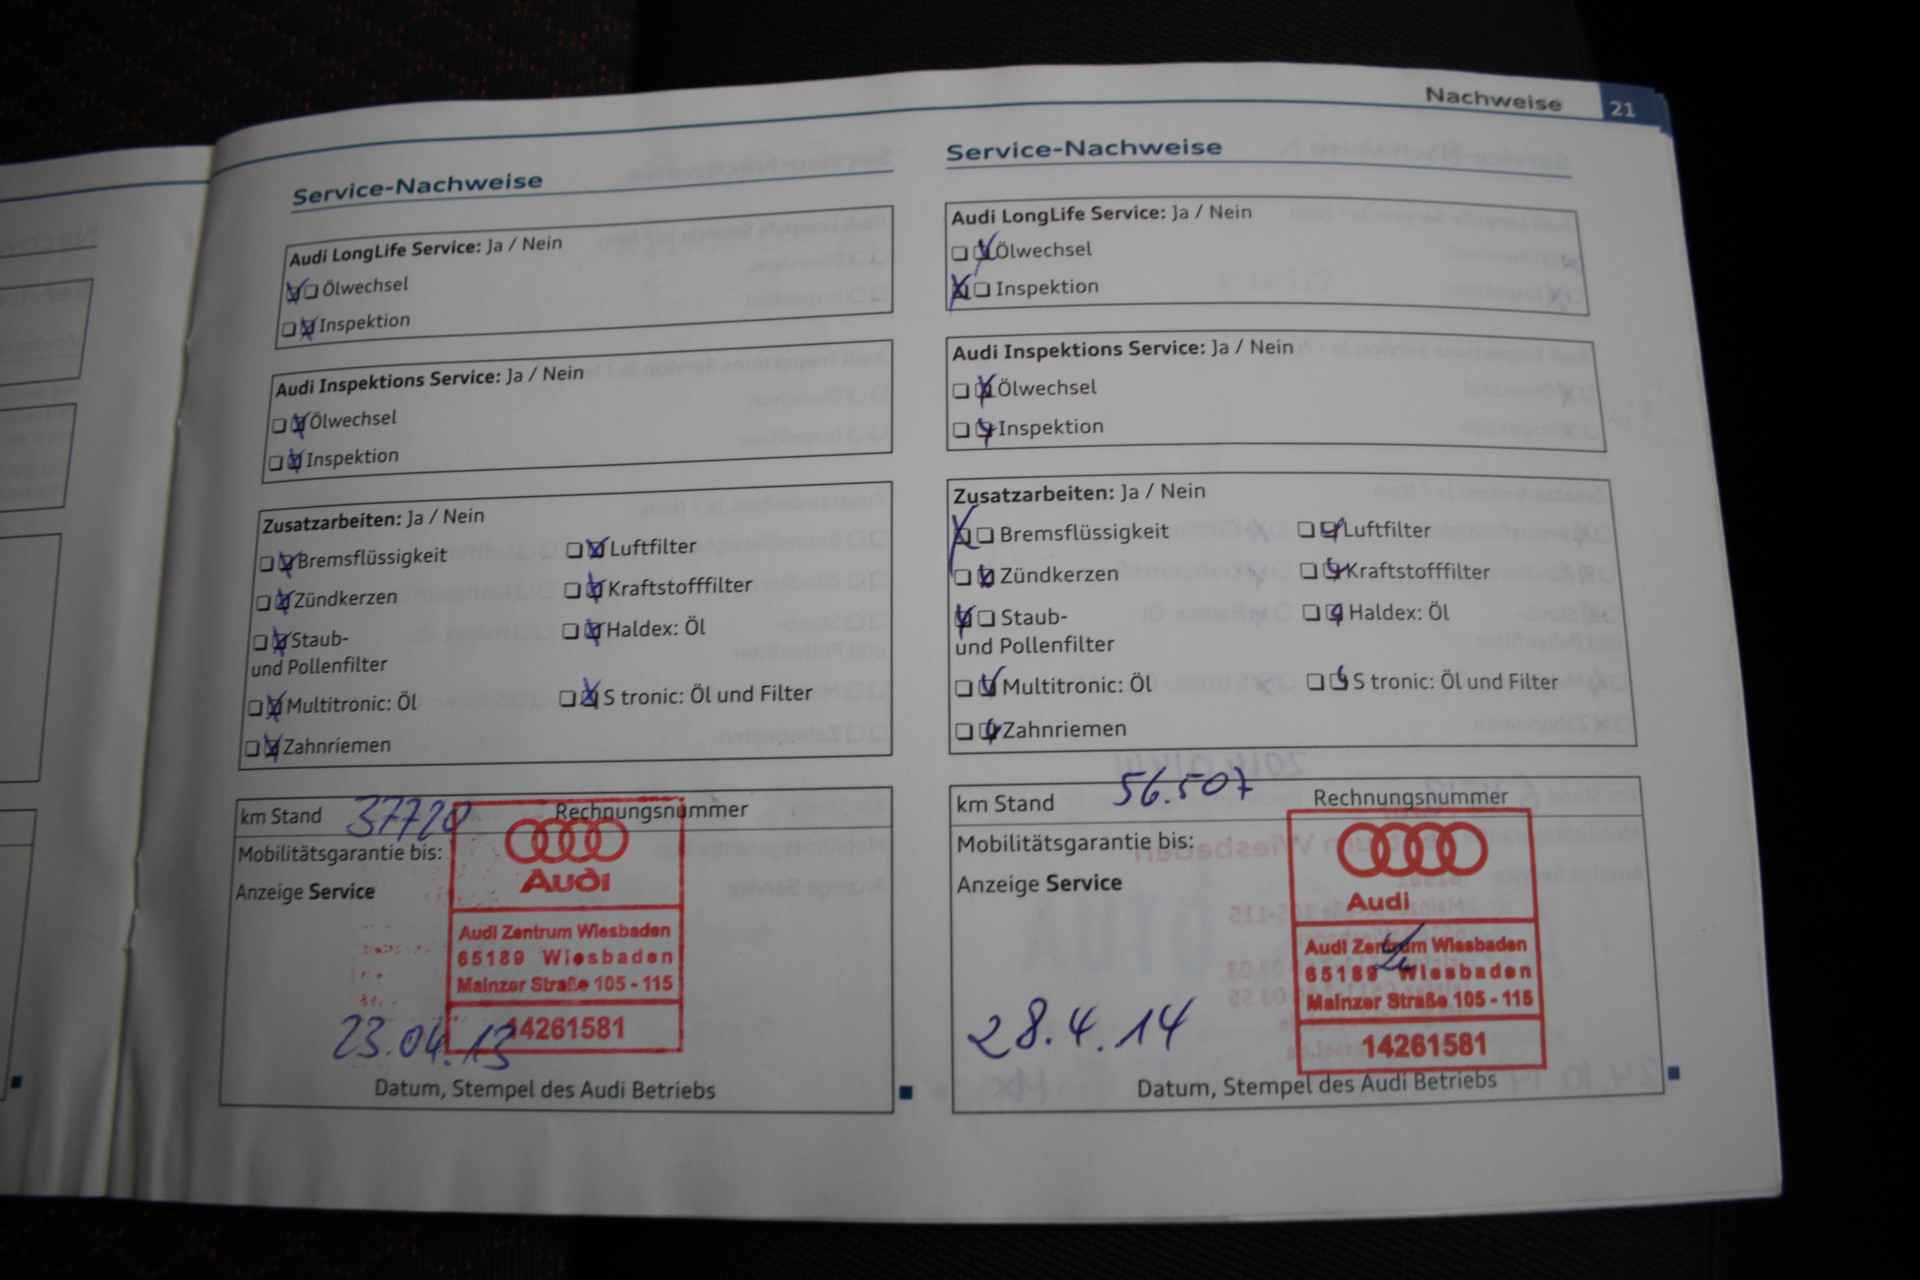 Nachweise 21
Service-Nachweise
Audi LongLife Service: Ja / Nein
Ölwechsel
Inspektion
Audi Inspektions Service: Ja / Nein
Ölwechsel
Inspektion
Zusatzarbeiten: Ja / Nein
Bremsflüssigkeit Luftfilter
Zündkerzen Kraftstofffilter
Staub- Haldex: Öl
und Pollenfilter
Multitronic: Öl S tronic: Öl und Filter
Zahnriemen
km Stand 37720 Rechnungsnummer
Mobilitätsgarantie bis:
Anzeige Service
Audi
Audi Zentrum Wiesbaden
65189 Wiesbaden
Mainzer Straße 105 - 115
14261581
23.04.13
Datum, Stempel des Audi Betriebs
Service-Nachweise
Audi LongLife Service: Ja / Nein
Ölwechsel
Inspektion
Audi Inspektions Service: Ja / Nein
Ölwechsel
Inspektion
Zusatzarbeiten: Ja / Nein
Bremsflüssigkeit Luftfilter
Zündkerzen Kraftstofffilter
Staub- Haldex: Öl
und Pollenfilter
Multitronic: Öl S tronic: Öl und Filter
Zahnriemen
km Stand 56.507 Rechnungsnummer
Mobilitätsgarantie bis:
Anzeige Service
Audi
Audi Zentrum Wiesbaden
65189 Wiesbaden
Mainzer Straße 105 - 115
14261581
28.4.14
Datum, Stempel des Audi Betriebs